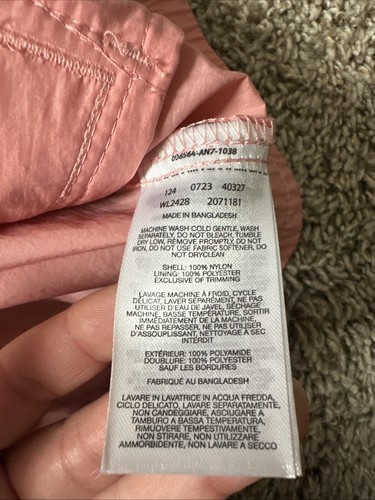 004564-AN7-1038
124 0723 40327
WL2428 2071181
MADE IN BANGLADESH
MACHINE WASH COLD GENTLE, WASH
SEPARATELY, DO NOT BLEACH, TUMBLE
DRY LOW, REMOVE PROMPTLY, DO NOT
IRON, DO NOT USE FABRIC SOFTENER, DO
NOT DRYCLEAN
SHELL: 100% NYLON
LINING: 100% POLYESTER
EXCLUSIVE OF TRIMMING
LAVAGE MACHINE À FROID, CYCLE
DÉLICAT, LAVER SÉPARÉMENT, NE PAS
UTILISER D'EAU DE JAVEL, SÉCHAGE
MACHINE, BASSE TEMPÉRATURE, SORTIR
IMMÉDIATEMENT DE LA MACHINE,
NE PAS REPASSER, NE PAS UTILISER
D'ASSOUPLISSANT, NETTOYAGE À SEC
INTERDIT
EXTÉRIEUR: 100% POLYAMIDE
DOUBLURE: 100% POLYESTER
SAUF LES BORDURES
FABRIQUÉ AU BANGLADESH
LAVARE IN LAVATRICE IN ACQUA FREDDA,
CICLO DELICATO, LAVARE SEPARATAMENTE,
NON CANDEGGIARE, ASCIUGARE A
TAMBURO A BASSA TEMPERATURA,
RIMUOVERE TEMPESTIVAMENTE,
NON STIRARE, NON UTILIZZARE
AMMORBIDENTE, NON LAVARE A SECCO